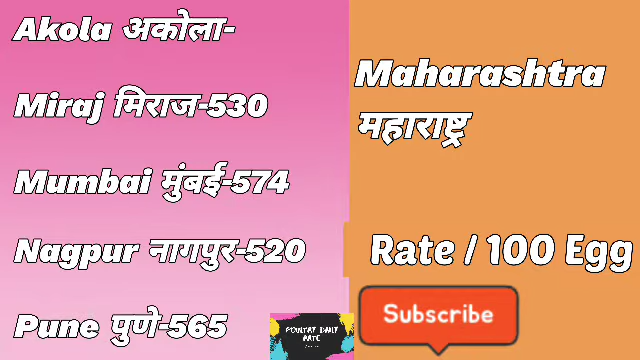 Akola अकोला-
Miraj मिराज-530
Mumbai मुंबई-574
Nagpur नागपुर-520
Pune पुणे-565
Maharashtra
महाराष्ट्र
Rate / 100 Egg
Subscribe
POULTRY DAILY